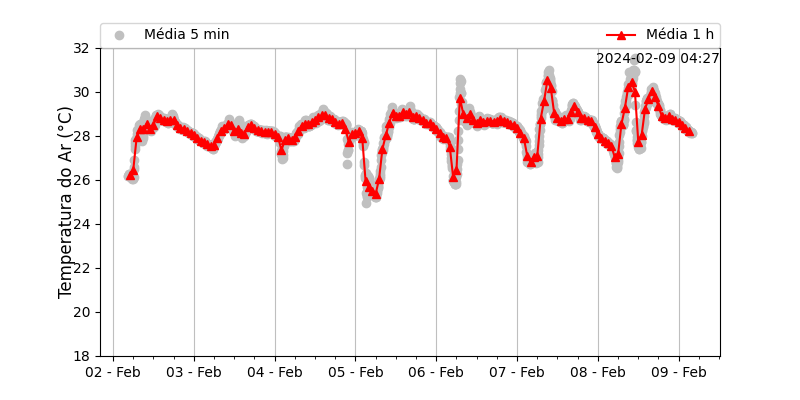 Média 5 min
Média 1 h
2024-02-09 04:27
Temperatura do Ar (°C)
32
30
28
26
24
22
20
18
02 - Feb
03 - Feb
04 - Feb
05 - Feb
06 - Feb
07 - Feb
08 - Feb
09 - Feb